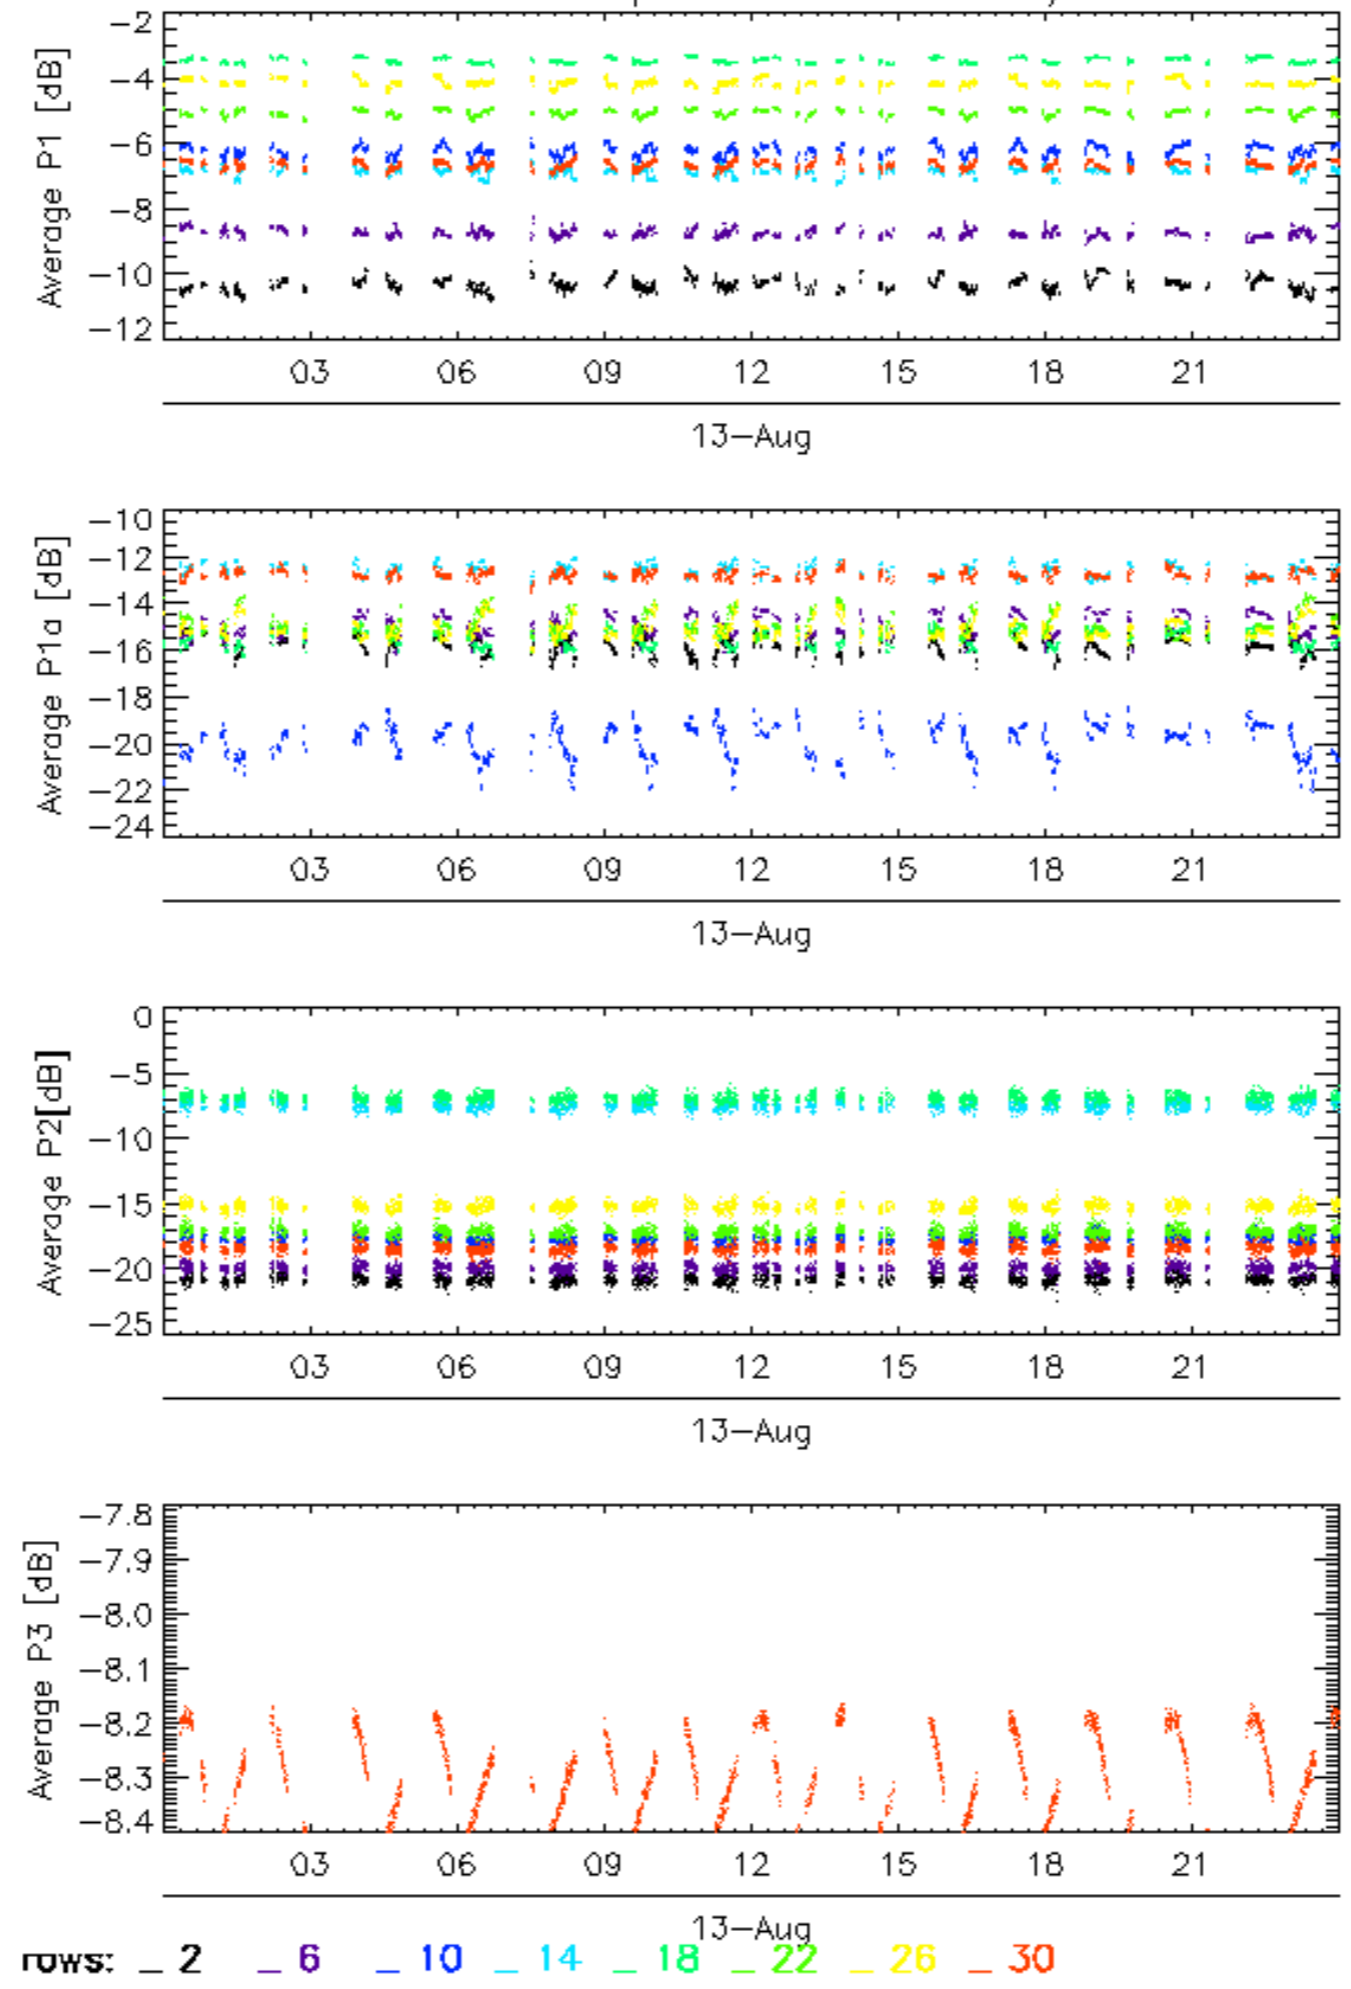 −2
−4
−6
−8
−10
−12
Average P1 [dB]
03 06 09 12 15 18 21
13−Aug
−10
−12
−14
−16
−18
−20
−22
−24
Average P1a [dB]
03 06 09 12 15 18 21
13−Aug
0
−5
−10
−15
−20
−25
Average P2[dB]
03 06 09 12 15 18 21
13−Aug
−7.8
−7.9
−8.0
−8.1
−8.2
−8.3
−8.4
Average P3 [dB]
03 06 09 12 15 18 21
13−Aug
rows: _ 2 _ 6 _ 10 _ 14 _ 18 _ 22 _ 26 _ 30